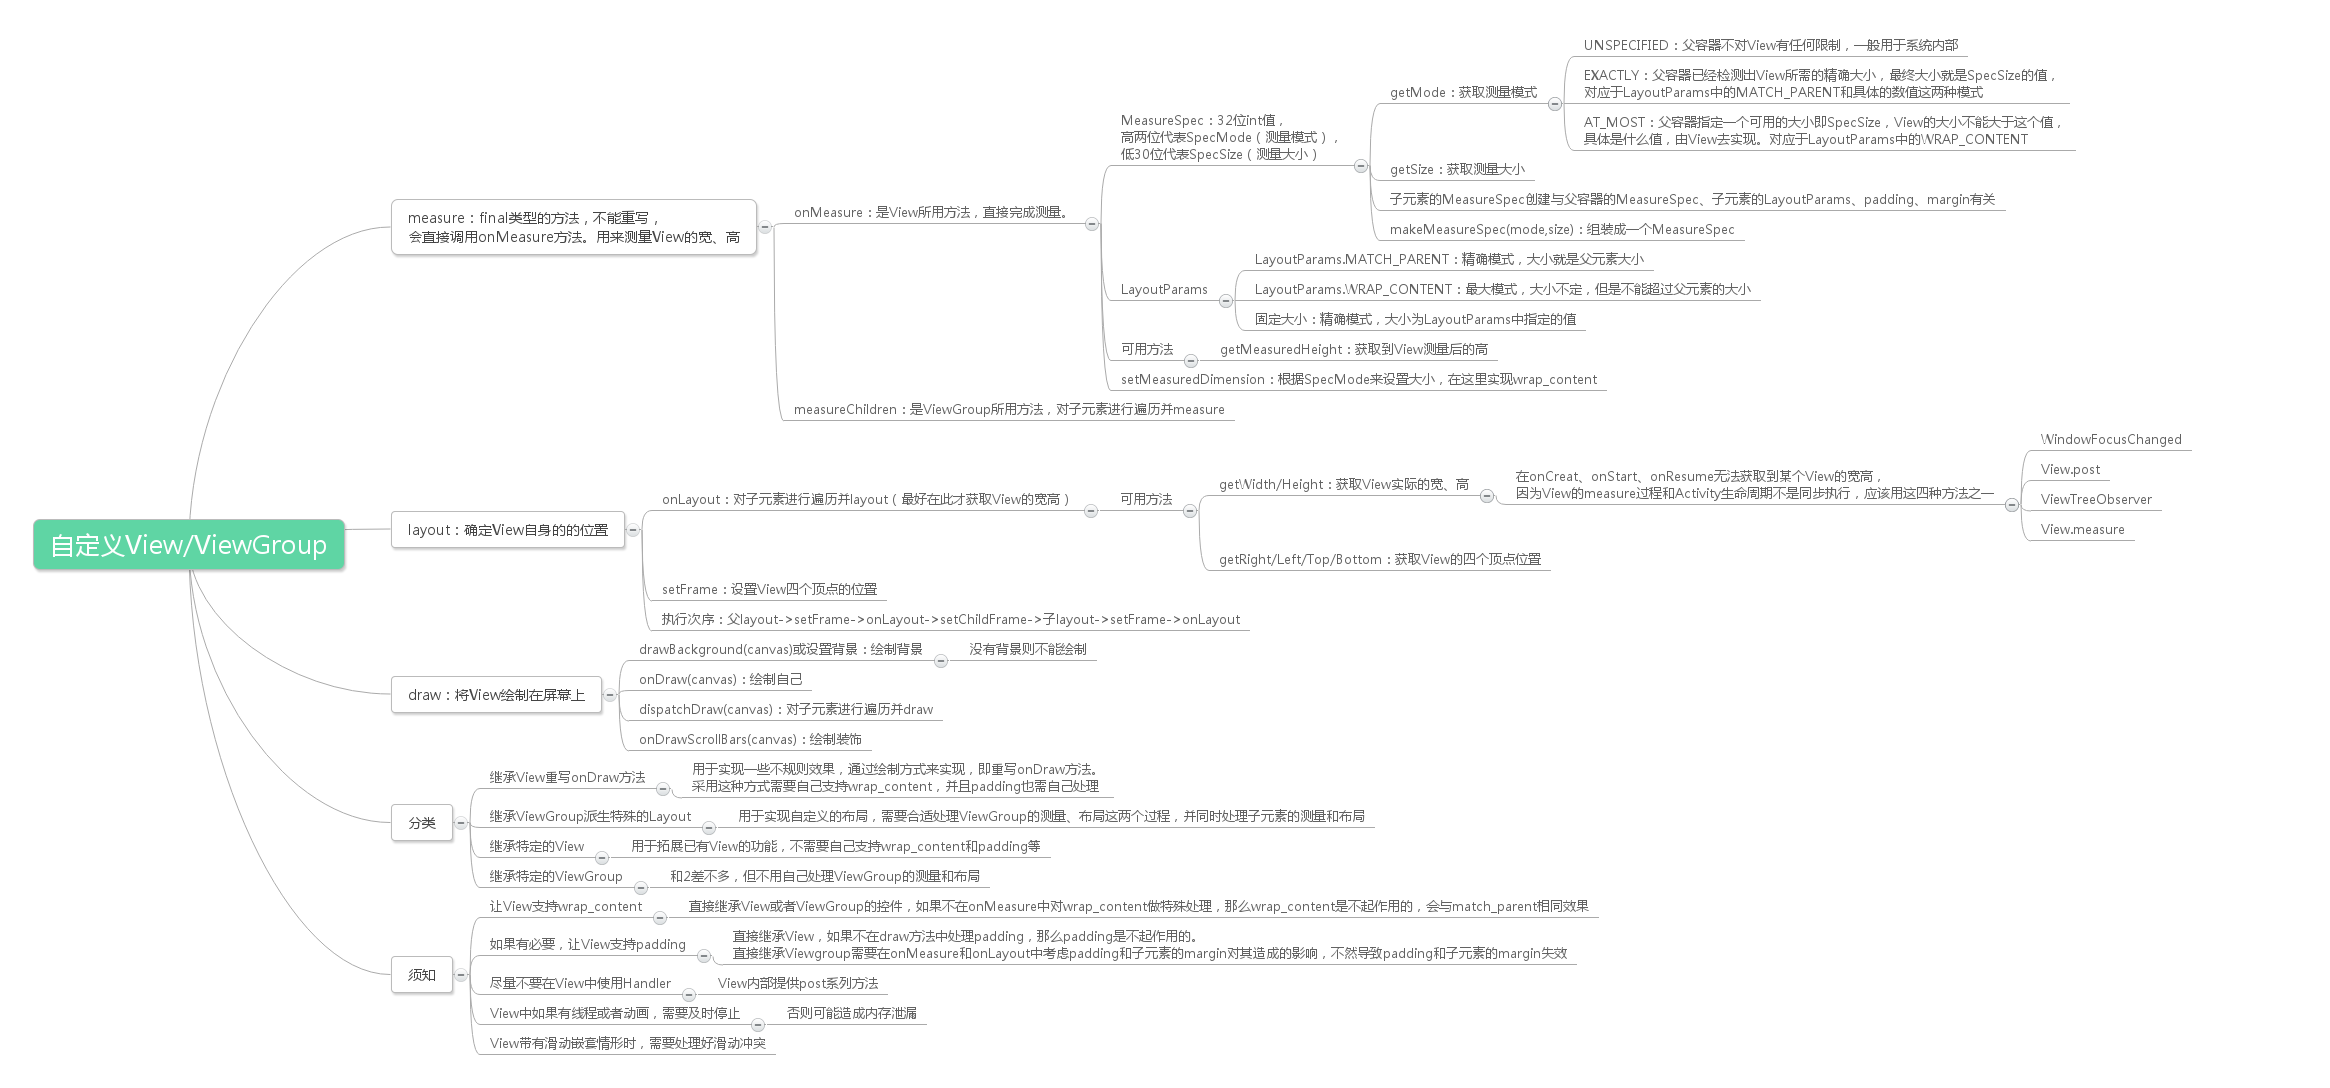 自定义View/ViewGroup
measure：final类型的方法，不能重写，
会直接调用onMeasure方法。用来测量View的宽、高
onMeasure：是View所用方法，直接完成测量。
MeasureSpec：32位int值，
高两位代表SpecMode（测量模式），
低30位代表SpecSize（测量大小）
getMode：获取测量模式
UNSPECIFIED：父容器不对View有任何限制，一般用于系统内部
EXACTLY：父容器已经检测出View所需的精确大小，最终大小就是SpecSize的值，
对应于LayoutParams中的MATCH_PARENT和具体的数值这两种模式
AT_MOST：父容器指定一个可用的大小即SpecSize，View的大小不能大于这个值，
具体是什么值，由View去实现。对应于LayoutParams中的WRAP_CONTENT
getSize：获取测量大小
子元素的MeasureSpec创建与父容器的MeasureSpec、子元素的LayoutParams、padding、margin有关
makeMeasureSpec(mode,size)：组装成一个MeasureSpec
LayoutParams
LayoutParams.MATCH_PARENT：精确模式，大小就是父元素大小
LayoutParams.WRAP_CONTENT：最大模式，大小不定，但是不能超过父元素的大小
固定大小：精确模式，大小为LayoutParams中指定的值
可用方法
getMeasuredHeight：获取到View测量后的高
setMeasuredDimension：根据SpecMode来设置大小，在这里实现wrap_content
measureChildren：是ViewGroup所用方法，对子元素进行遍历并measure
layout：确定View自身的的位置
onLayout：对子元素进行遍历并layout（最好在此才获取View的宽高）
可用方法
getWidth/Height：获取View实际的宽、高
在onCreat、onStart、onResume无法获取到某个View的宽高，
因为View的measure过程和Activity生命周期不是同步执行，应该用这四种方法之一
WindowFocusChanged
View.post
ViewTreeObserver
View.measure
getRight/Left/Top/Bottom：获取View的四个顶点位置
setFrame：设置View四个顶点的位置
执行次序：父layout->setFrame->onLayout->setChildFrame->子layout->setFrame->onLayout
draw：将View绘制在屏幕上
drawBackground(canvas)或设置背景：绘制背景
没有背景则不能绘制
onDraw(canvas)：绘制自己
dispatchDraw(canvas)：对子元素进行遍历并draw
onDrawScrollBars(canvas)：绘制装饰
分类
继承View重写onDraw方法
用于实现一些不规则效果，通过绘制方式来实现，即重写onDraw方法。
采用这种方式需要自己支持wrap_content，并且padding也需自己处理
继承ViewGroup派生特殊的Layout
用于实现自定义的布局，需要合适处理ViewGroup的测量、布局这两个过程，并同时处理子元素的测量和布局
继承特定的View
用于拓展已有View的功能，不需要自己支持wrap_content和padding等
继承特定的ViewGroup
和2差不多，但不用自己处理ViewGroup的测量和布局
须知
让View支持wrap_content
直接继承View或者ViewGroup的控件，如果不在onMeasure中对wrap_content做特殊处理，那么wrap_content是不起作用的，会与match_parent相同效果
如果有必要，让View支持padding
直接继承View，如果不在draw方法中处理padding，那么padding是不起作用的。
直接继承Viewgroup需要在onMeasure和onLayout中考虑padding和子元素的margin对其造成的影响，不然导致padding和子元素的margin失效
尽量不要在View中使用Handler
View内部提供post系列方法
View中如果有线程或者动画，需要及时停止
否则可能造成内存泄漏
View带有滑动嵌套情形时，需要处理好滑动冲突